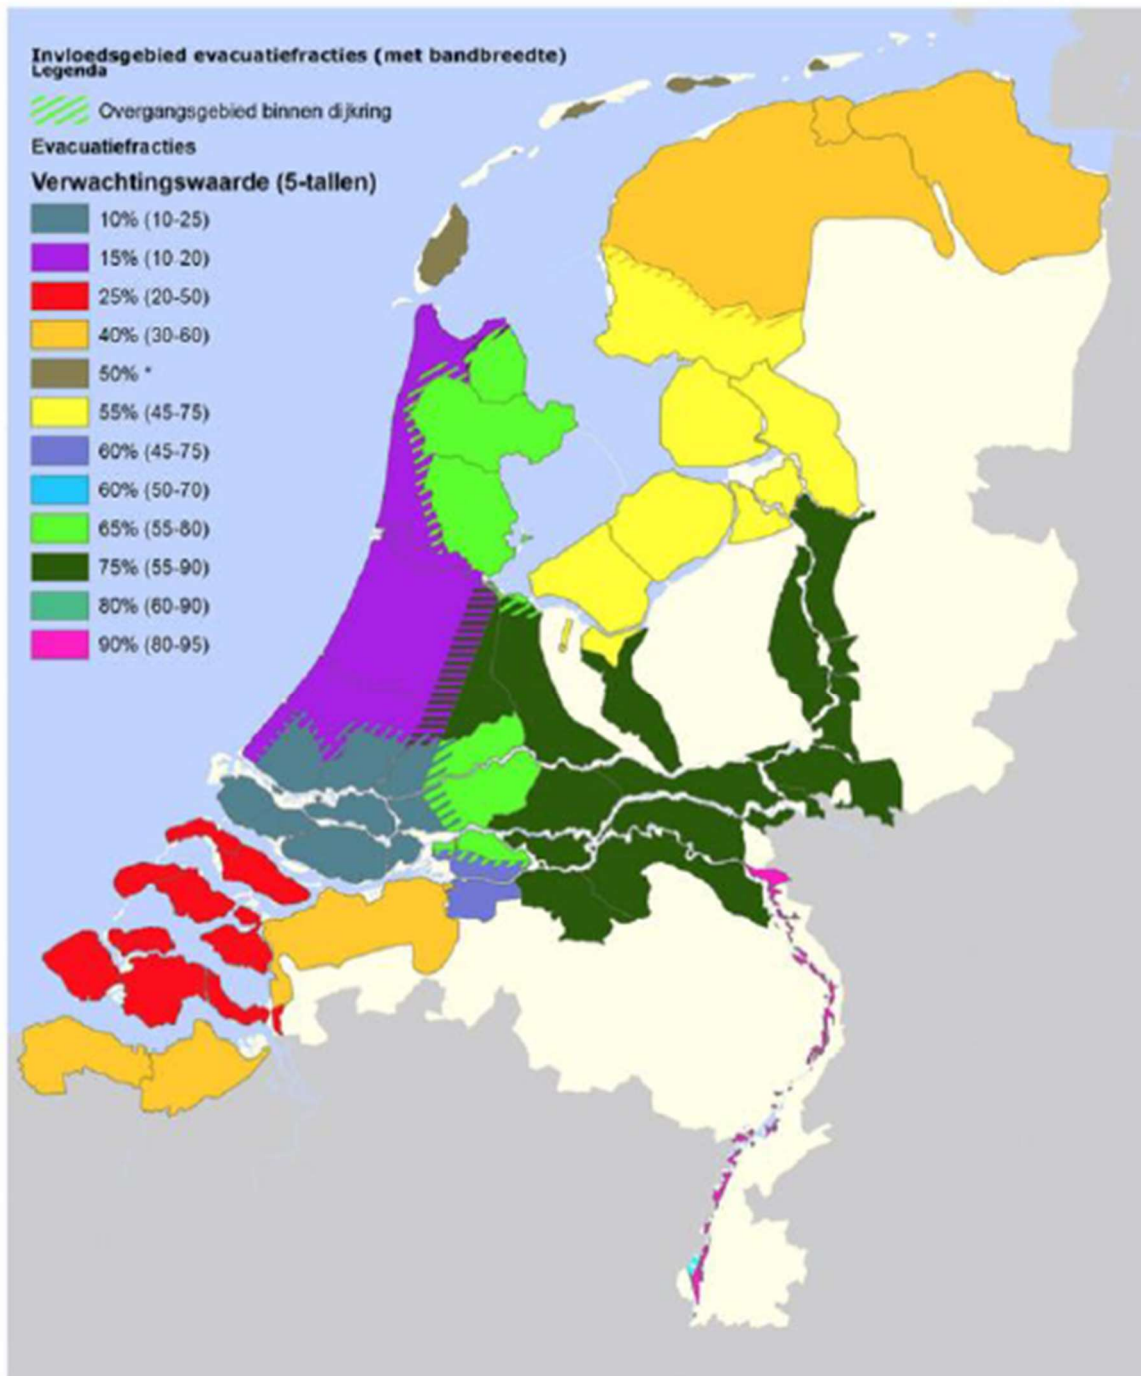 Invloedsgebied evacuatiefracties (met bandbreedte)
Legenda
Overgangsgebied binnen dijkring
Evacuatiefracties
Verwachtingswaarde (5-tallen)
10% (10-25)
15% (10-20)
25% (20-50)
40% (30-60)
50% *
55% (45-75)
60% (45-75)
60% (50-70)
65% (55-80)
75% (55-90)
80% (60-90)
90% (80-95)